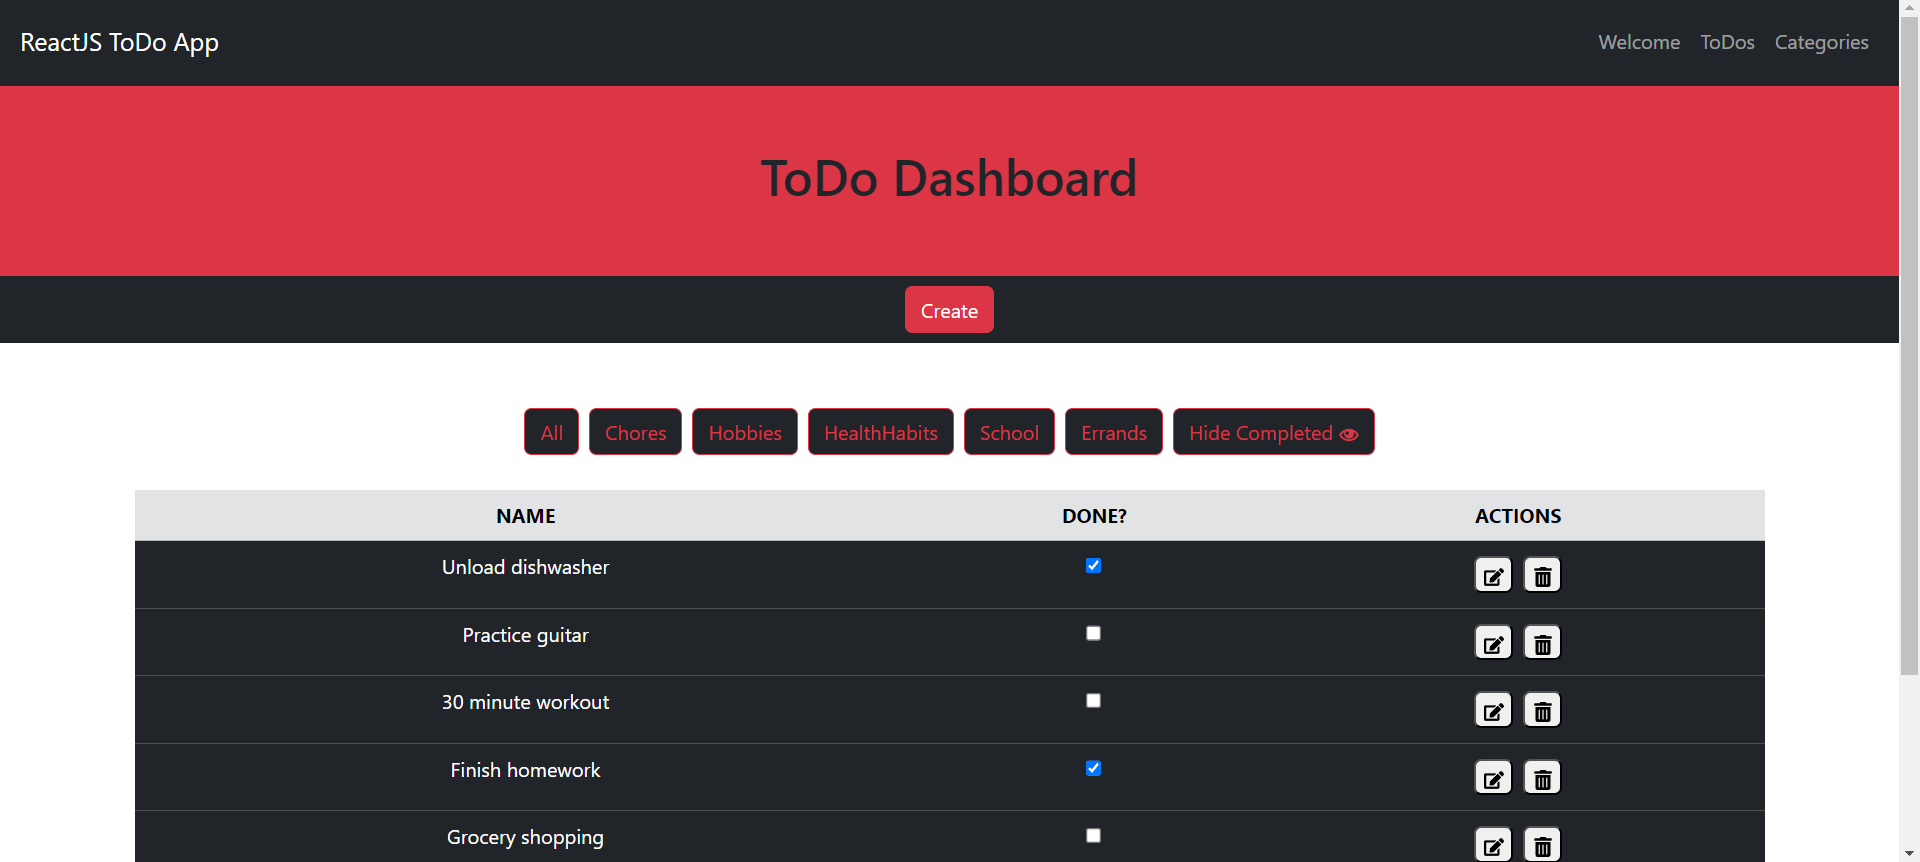 ReactJS ToDo App Welcome ToDos Categories
ToDo Dashboard
Create
All Chores Hobbies HealthHabits School Errands Hide Completed
NAME DONE? ACTIONS
Unload dishwasher
Practice guitar
30 minute workout
Finish homework
Grocery shopping